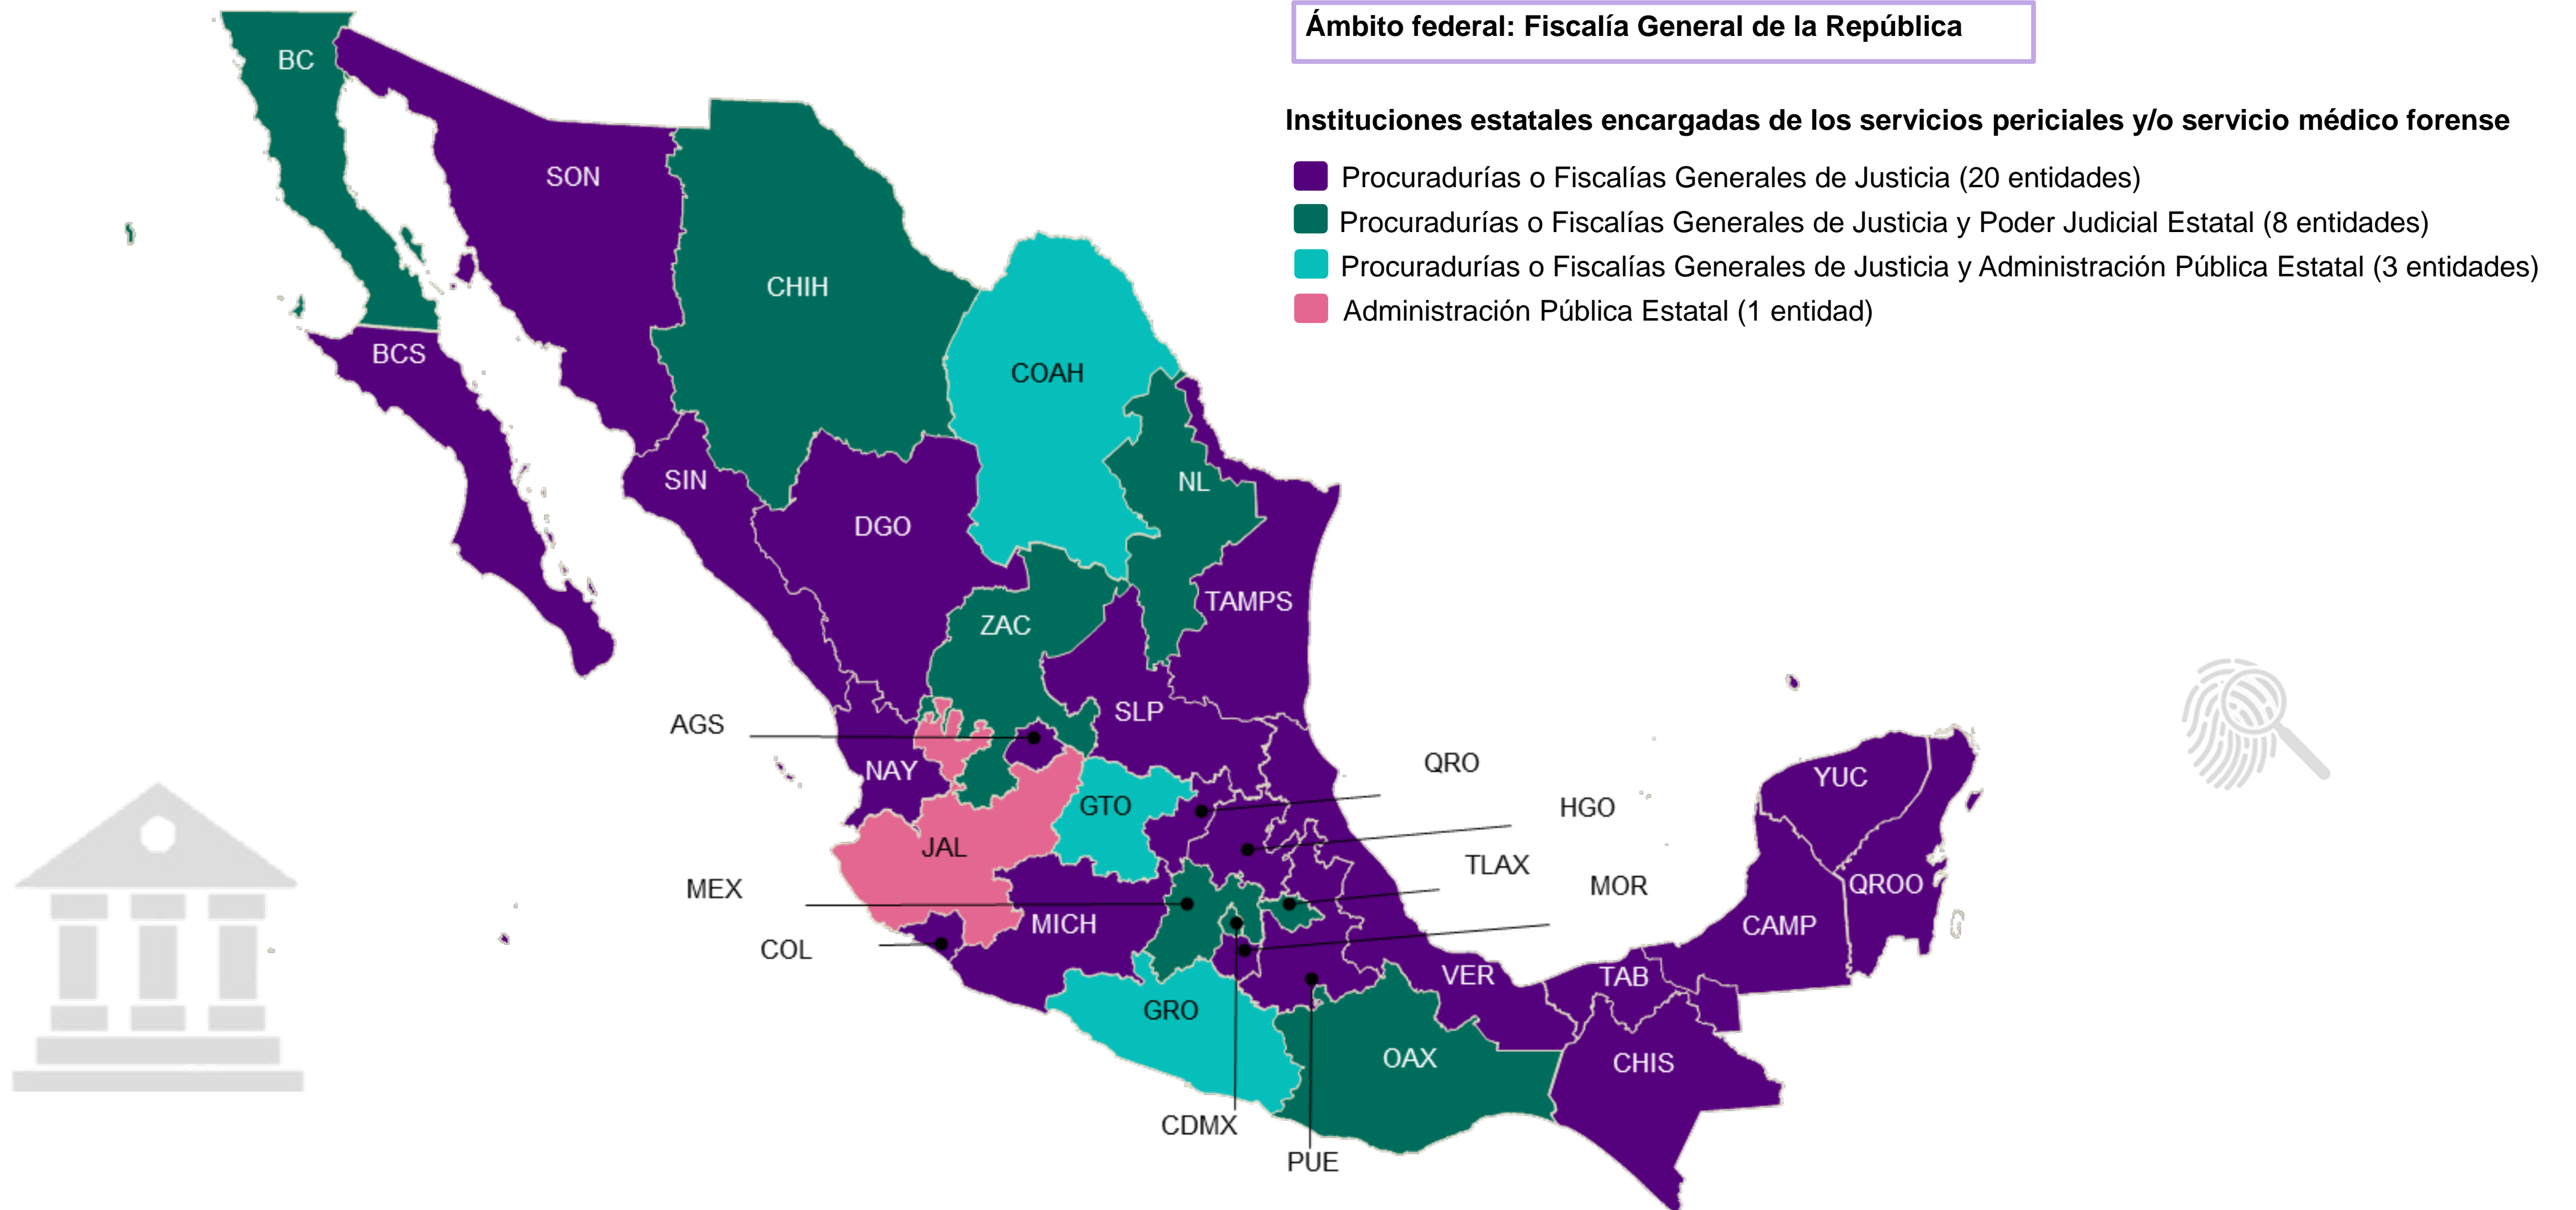 Ámbito federal: Fiscalía General de la República
Instituciones estatales encargadas de los servicios periciales y/o servicio médico forense
Procuradurías o Fiscalías Generales de Justicia (20 entidades)
Procuradurías o Fiscalías Generales de Justicia y Poder Judicial Estatal (8 entidades)
Procuradurías o Fiscalías Generales de Justicia y Administración Pública Estatal (3 entidades)
Administración Pública Estatal (1 entidad)
BC
SON
CHIH
BCS
COAH
SIN
NL
DGO
TAMPS
ZAC
SLP
AGS
QRO
NAY
YUC
GTO
HGO
JAL
TLAX
MEX
MOR
QROO
MICH
CAMP
COL
VER
TAB
GRO
OAX
CHIS
CDMX
PUE